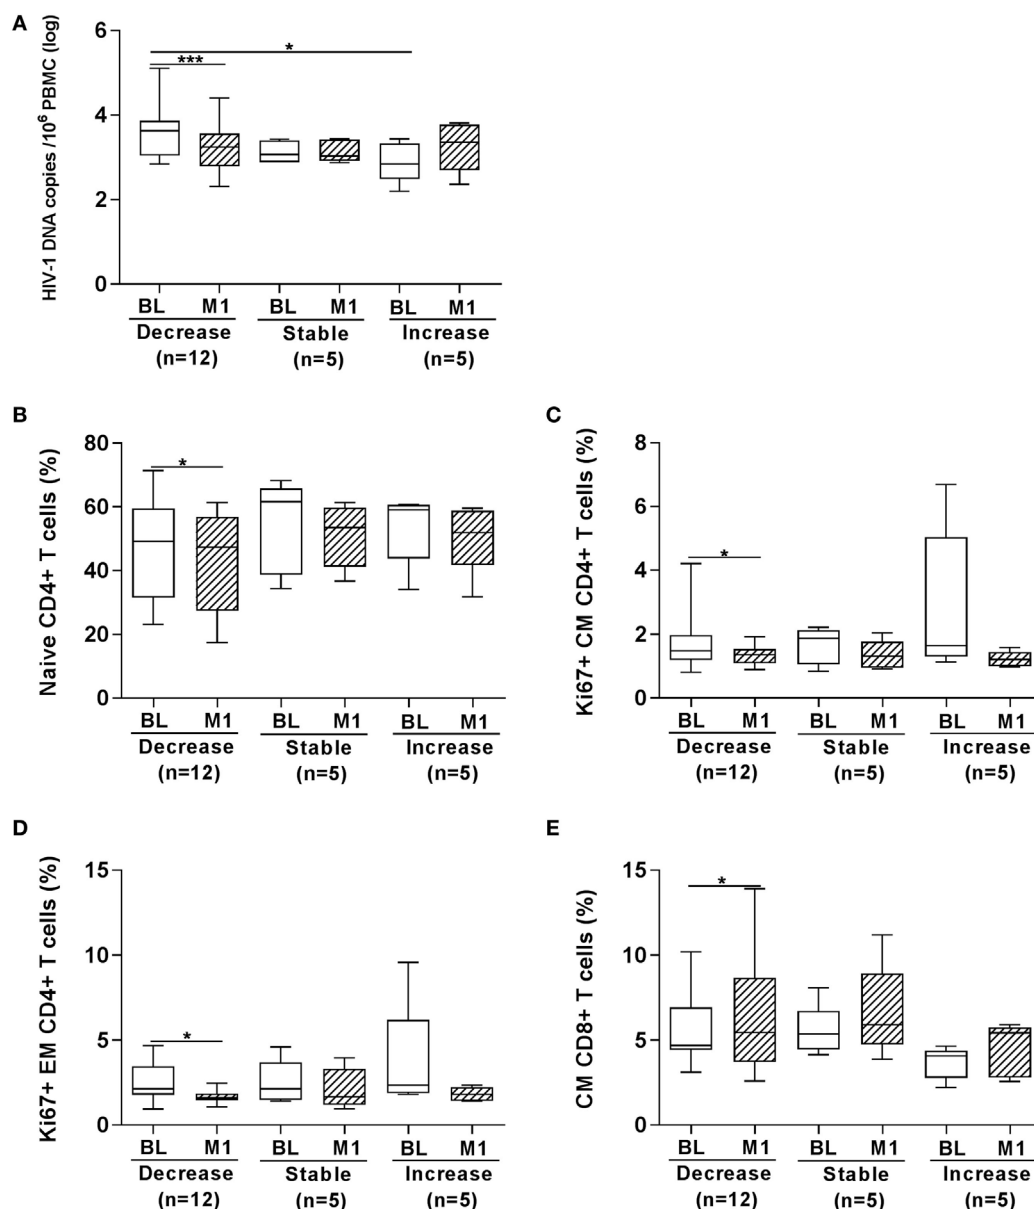 A
HIV-1 DNA copies /10⁶ PBMC (log)
6
4
2
0
*
***
BL M1 BL M1 BL M1
Decrease Stable Increase
(n=12) (n=5) (n=5)
B
Naive CD4+ T cells (%)
80
60
40
20
0
*
BL M1 BL M1 BL M1
Decrease Stable Increase
(n=12) (n=5) (n=5)
C
Ki67+ CM CD4+ T cells (%)
8
6
4
2
0
*
BL M1 BL M1 BL M1
Decrease Stable Increase
(n=12) (n=5) (n=5)
D
Ki67+ EM CD4+ T cells (%)
15
10
5
0
*
BL M1 BL M1 BL M1
Decrease Stable Increase
(n=12) (n=5) (n=5)
E
CM CD8+ T cells (%)
15
10
5
0
*
BL M1 BL M1 BL M1
Decrease Stable Increase
(n=12) (n=5) (n=5)